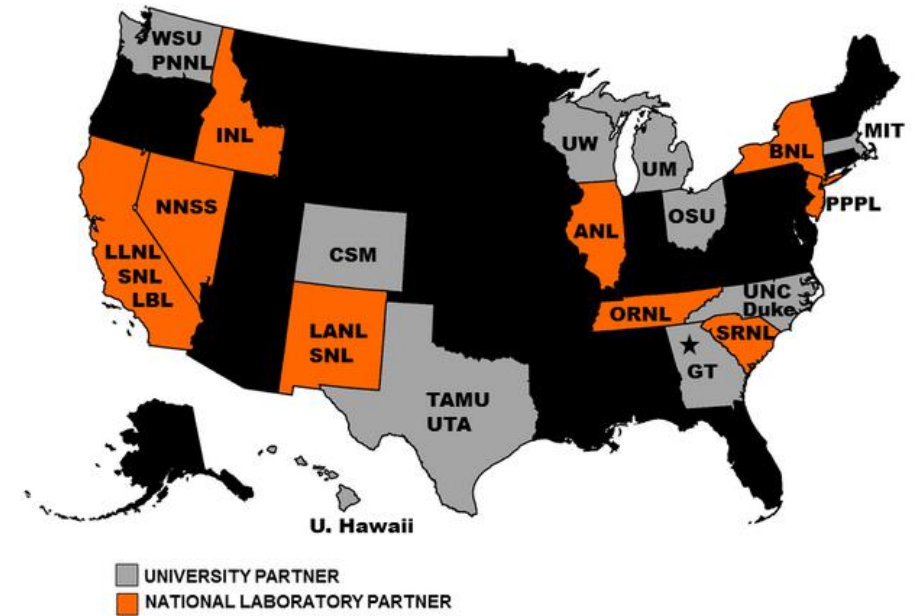 WSU
PNNL
INL
NNSS
LLNL
SNL
LBL
CSM
LANL
SNL
TAMU
UTA
UW
UM
ANL
OSU
BNL
MIT
PPPL
ORNL
UNC
Duke
SRNL
GT
U. Hawaii
UNIVERSITY PARTNER
NATIONAL LABORATORY PARTNER